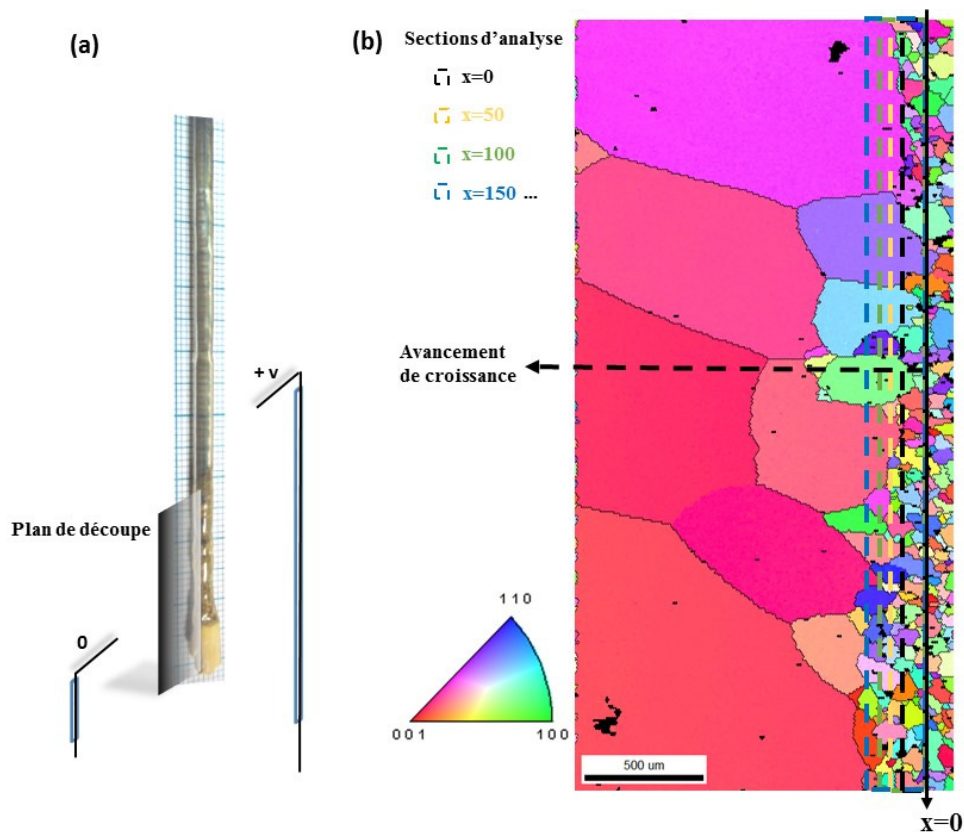 (a)
+ v
Plan de découpe
0
(b)
Sections d'analyse
x=0
x=50
x=100
x=150 ...
Avancement
de croissance
1 1 0
0 0 1
1 0 0
500 um
x=0